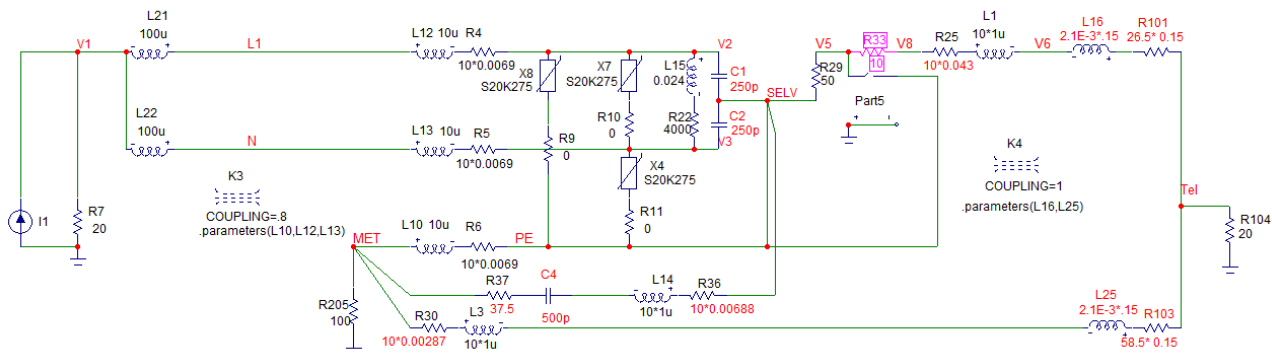 L21
100u
V1
L1
L12 10u R4
10*0.0069
V2
X8
S20K275
X7
S20K275
L15
0.024
C1
250p
SELV
V5
R33
10
V8
R25
10*0.043
L1
10*1u
V6
L16
2.1E-3*.15
R101
26.5* 0.15
R29
50
Part5
L22
100u
N
L13 10u R5
10*0.0069
R9
0
R10
0
R22
4000
C2
250p
V3
X4
S20K275
R11
0
K3
COUPLING=.8
.parameters(L10,L12,L13)
K4
COUPLING=1
.parameters(L16,L25)
Tel
R104
20
I1
R7
20
MET
L10 10u
R6
10*0.0069
PE
R37
37.5
C4
500p
L14
10*1u
R36
10*0.00688
R205
100
R30
10*0.00287
L3
10*1u
L25
2.1E-3*.15
R103
58.5* 0.15